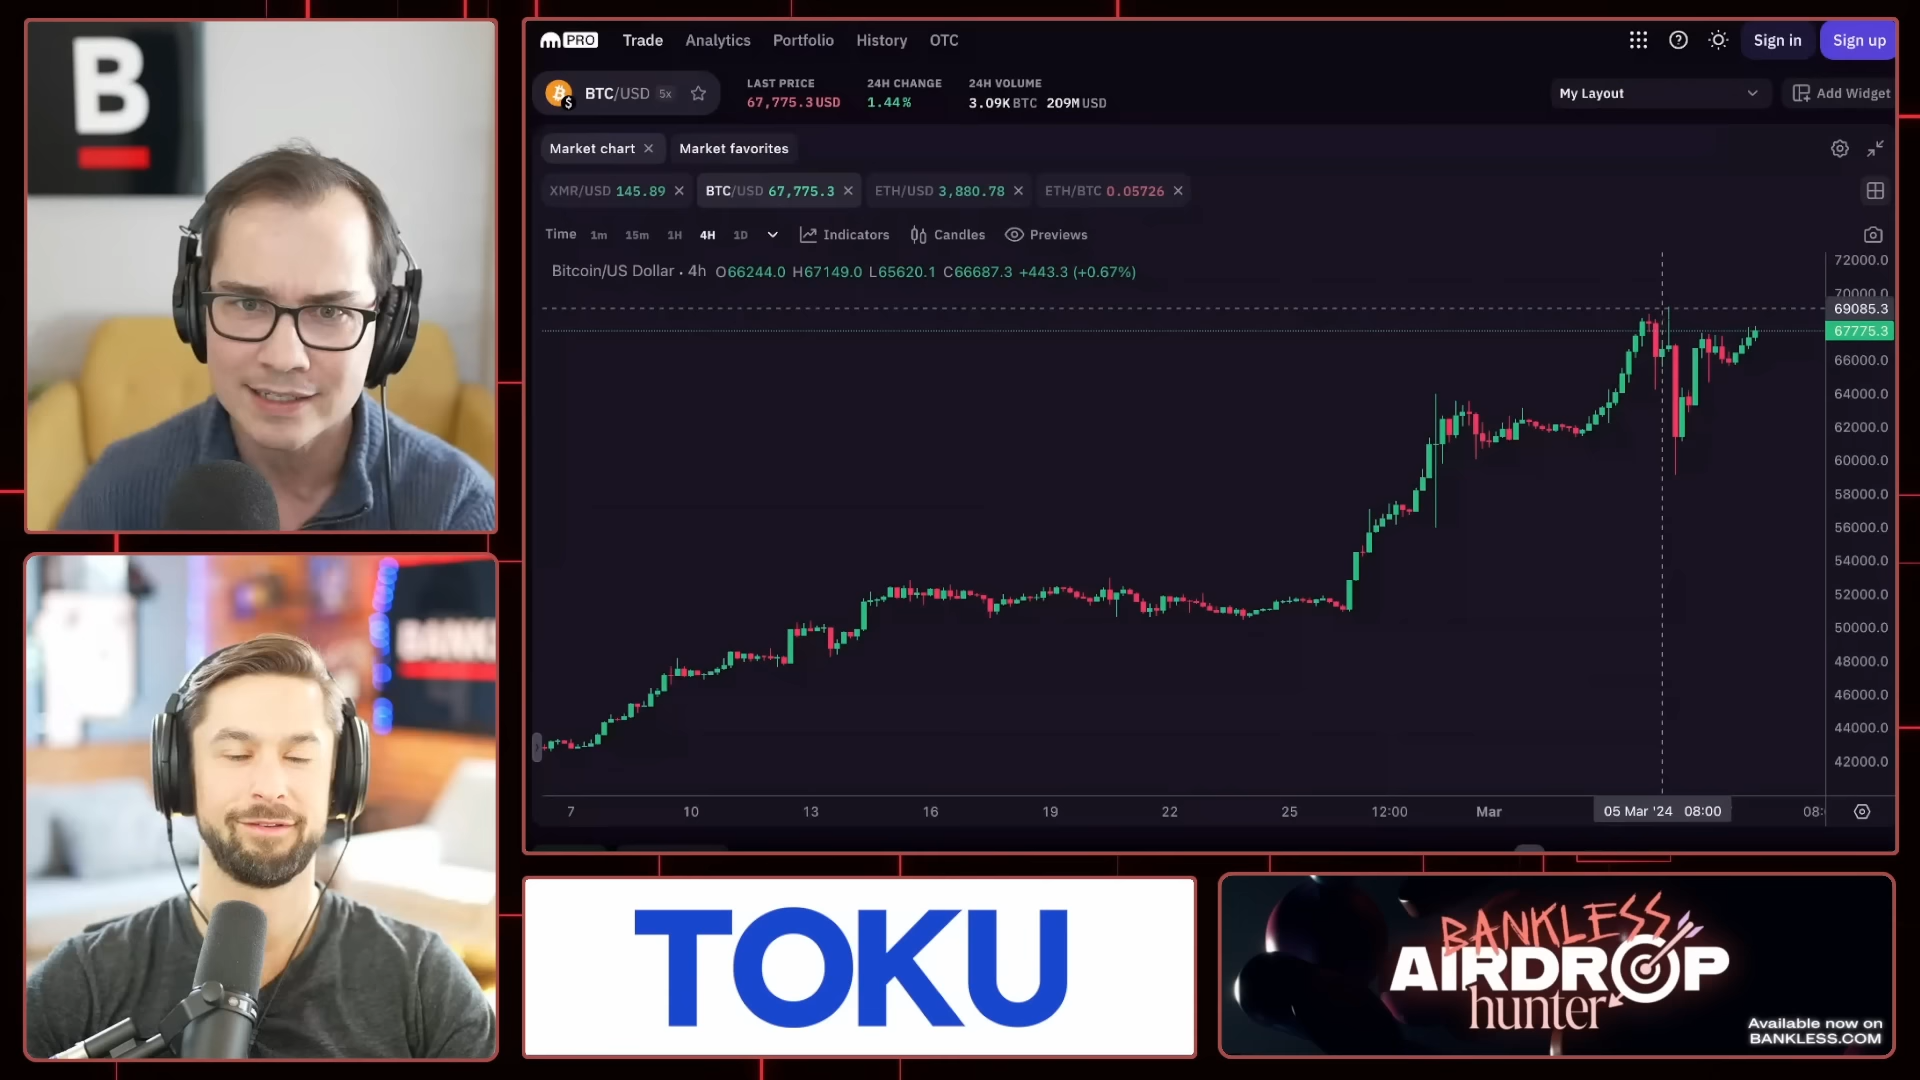 B
BANKL
PRO Trade Analytics Portfolio History OTC
Sign in Sign up
BTC/USD 5x
LAST PRICE 24H CHANGE 24H VOLUME
67,775.3 USD 1.44% 3.09K BTC 209M USD
My Layout Add Widget
Market chart Market favorites
XMR/USD 145.89 BTC/USD 67,775.3 ETH/USD 3,880.78 ETH/BTC 0.05726
Time 1m 15m 1H 4H 1D Indicators Candles Previews
Bitcoin/US Dollar · 4h O66244.0 H67149.0 L65620.1 C66687.3 +443.3 (+0.67%)
72000.0
70000.0
69085.3
67775.3
66000.0
64000.0
62000.0
60000.0
58000.0
56000.0
54000.0
52000.0
50000.0
48000.0
46000.0
44000.0
42000.0
7 10 13 16 19 22 25 12:00 Mar 05 Mar '24 08:00 08:
TOKU
BANKLESS
AIRDROP
hunter
Available now on
BANKLESS.COM